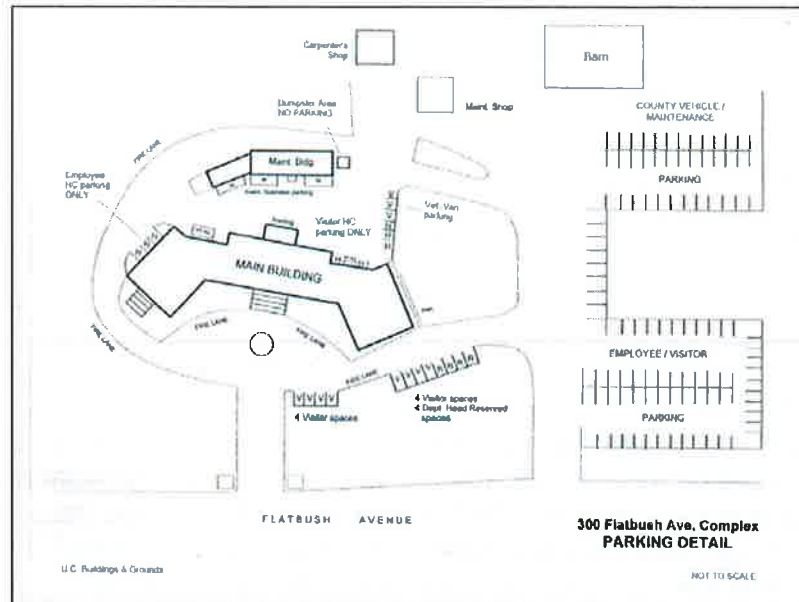 Carpenter's
Shop
Barn
Maint. Shop
Dumpster Area
NO PARKING
COUNTY VEHICLE /
MAINTENANCE
PARKING
FIRE LANE
Maint. Bldg
Employee
HC parking
ONLY
Visitor HC
parking ONLY
Vet. Van
parking
MAIN BUILDING
FIRE LANE
FIRE LANE
FIRE LANE
FIRE LANE
EMPLOYEE / VISITOR
PARKING
V V V V
4 Visitor spaces
4 Visitor spaces
4 Dept. Head Reserved
spaces
FLATBUSH AVENUE
300 Flatbush Ave. Complex
PARKING DETAIL
U.C. Buildings & Grounds
NOT TO SCALE